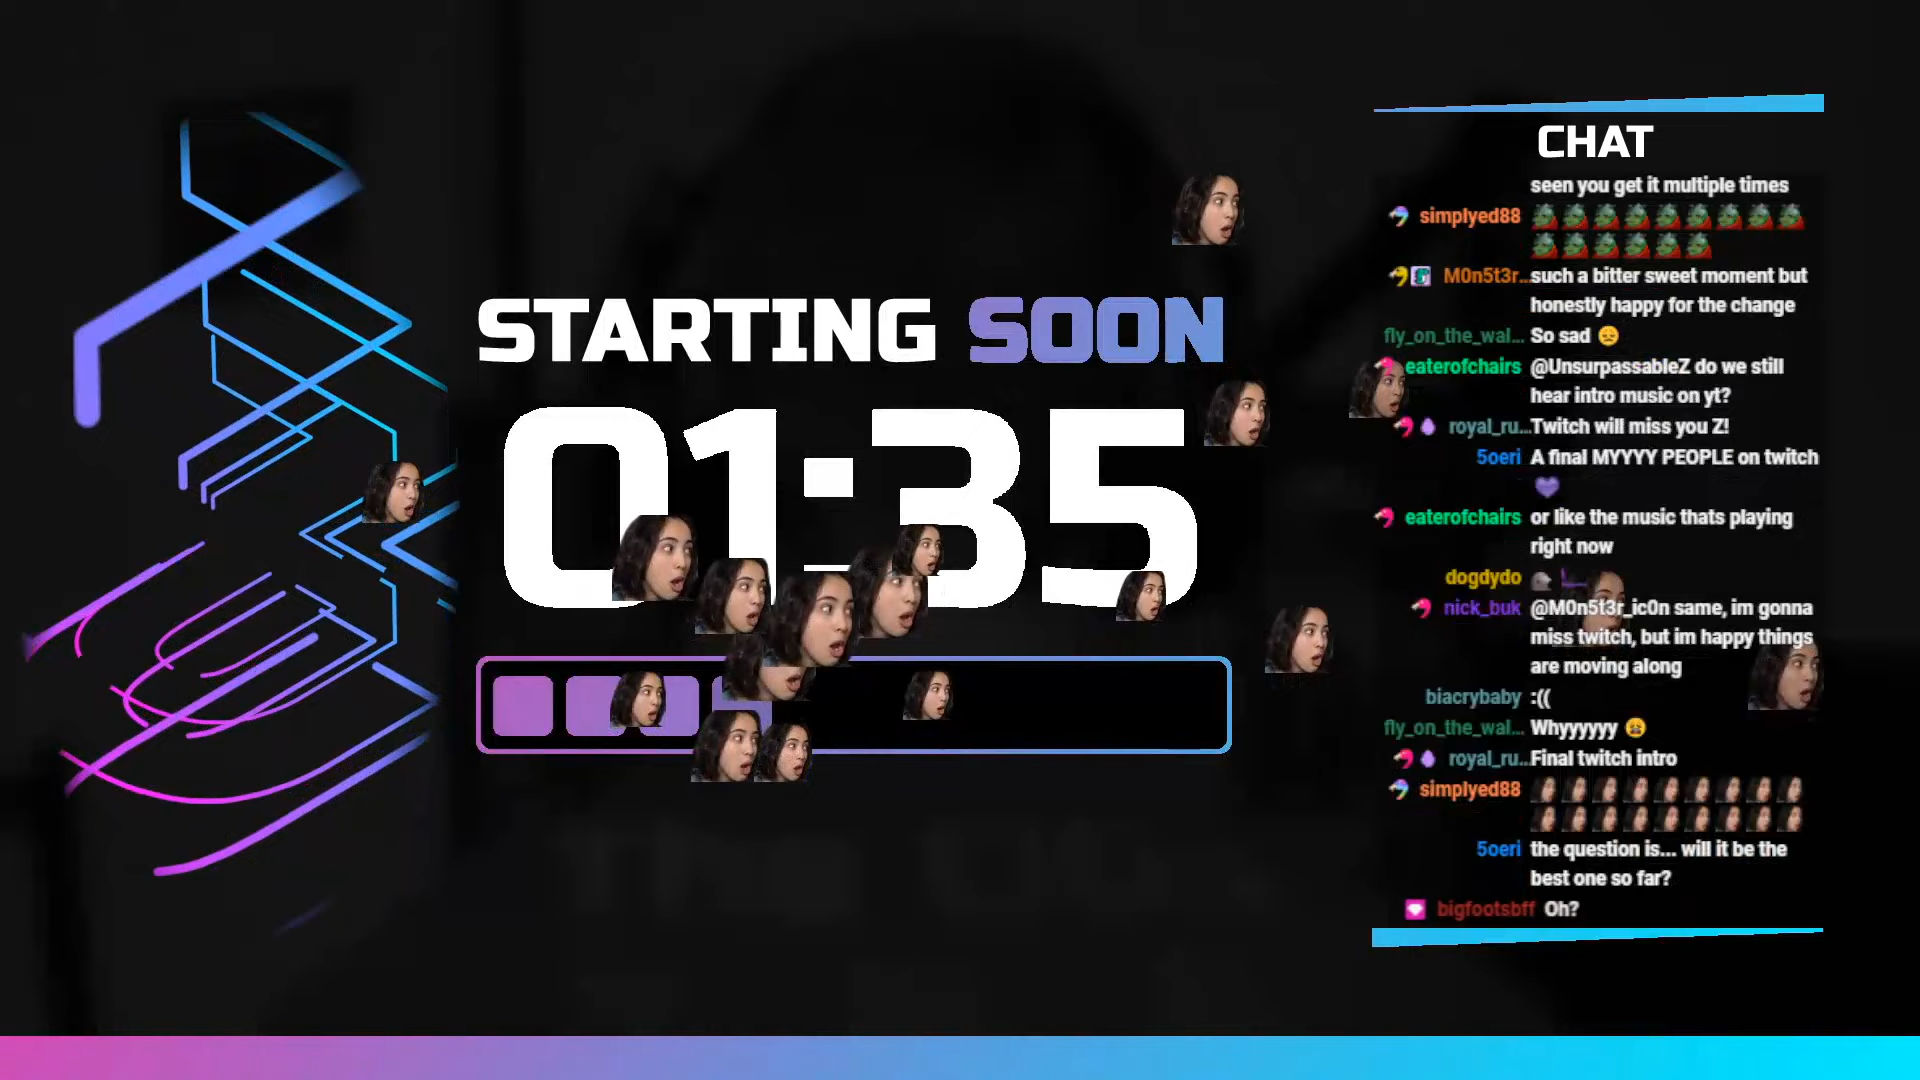 STARTING SOON
01:35
CHAT
seen you get it multiple times
simplyed88
M0n5t3r... such a bitter sweet moment but
honestly happy for the change
fly_on_the_wal... So sad
eaterofchairs @UnsurpassableZ do we still
hear intro music on yt?
royal_ru... Twitch will miss you Z!
5oeri A final MYYYY PEOPLE on twitch
eaterofchairs or like the music thats playing
right now
dogdydo
nick_buk @M0n5t3r_ic0n same, im gonna
miss twitch, but im happy things
are moving along
biacrybaby :((
fly_on_the_wal... Whyyyyyy
royal_ru... Final twitch intro
simplyed88
5oeri the question is... will it be the
best one so far?
bigfootsbff Oh?